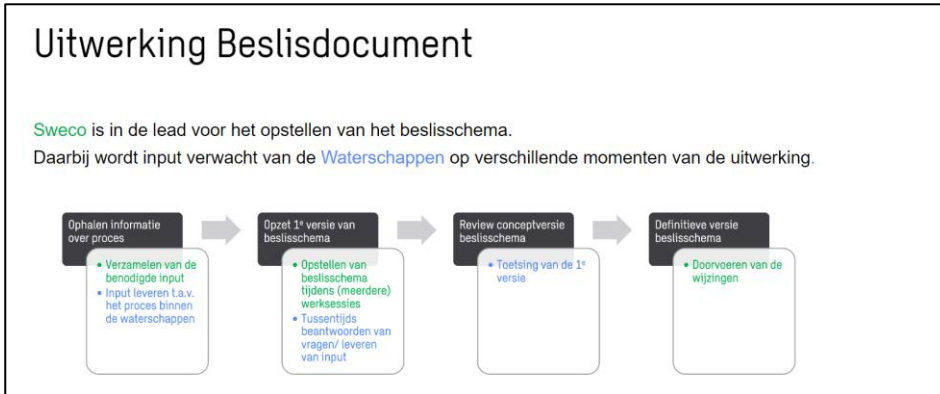 Uitwerking Beslisdocument
Sweco is in de lead voor het opstellen van het beslisschema.
Daarbij wordt input verwacht van de Waterschappen op verschillende momenten van de uitwerking.
Ophalen informatie
over proces
• Verzamelen van de
benodigde input
• Input leveren t.a.v.
het proces binnen
de waterschappen
Opzet 1e versie van
beslisschema
• Opstellen van
beslisschema
tijdens (meerdere)
werksessies
• Tussentijds
beantwoorden van
vragen/ leveren
van input
Review conceptversie
beslisschema
• Toetsing van de 1e
versie
Definitieve versie
beslisschema
• Doorvoeren van de
wijzingen